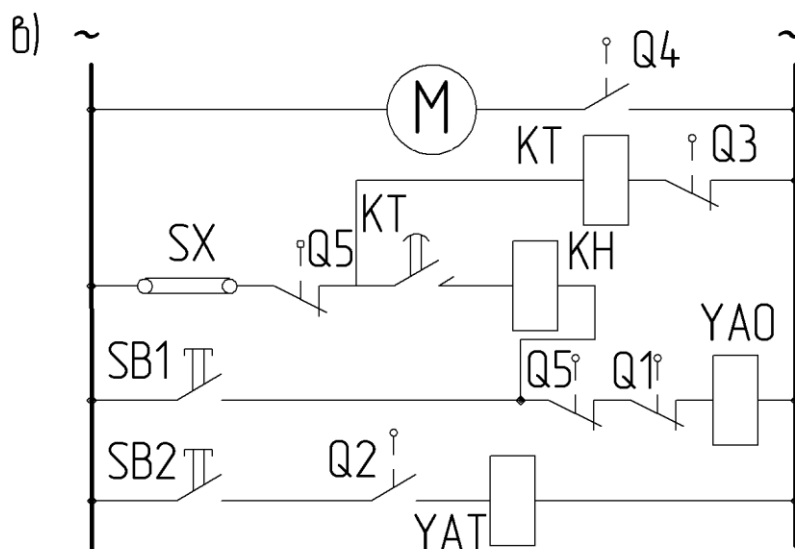 в) ~ ~
Q4
M
KT Q3
KT
SX Q5 KH
YAO
SB1 Q5 Q1
SB2 Q2
YAT